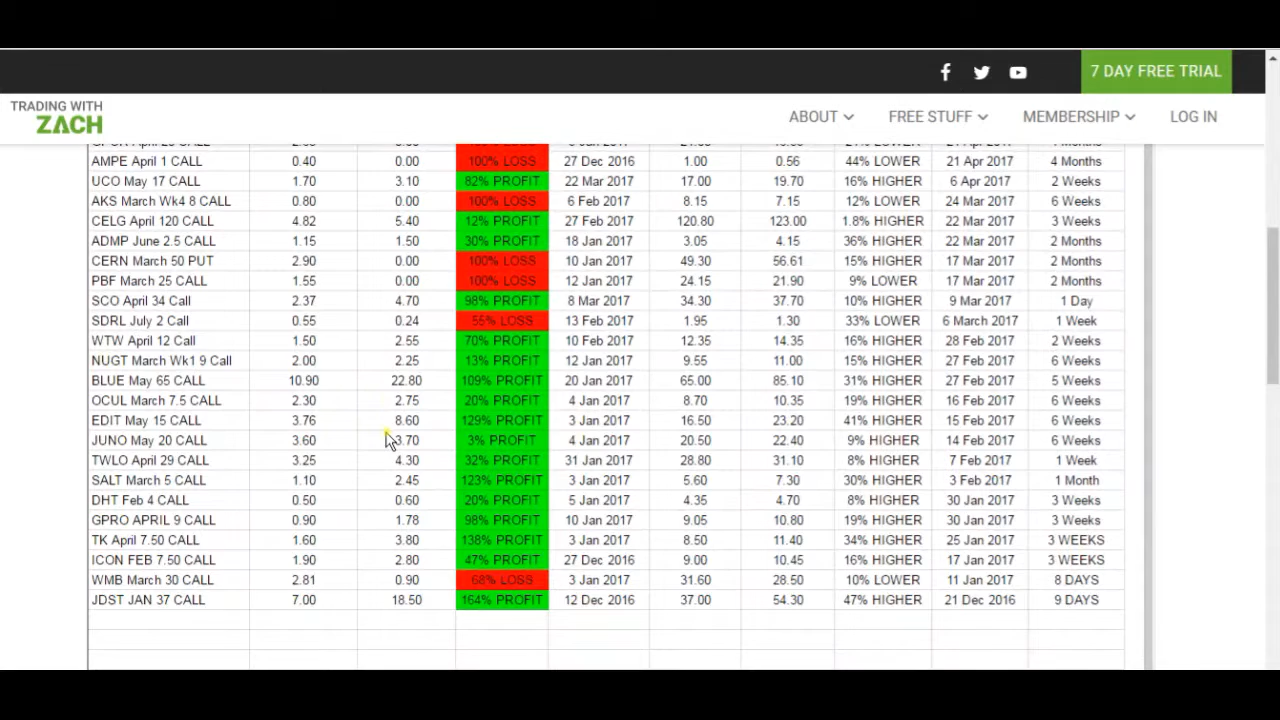 7 DAY FREE TRIAL
TRADING WITH
ZACH
ABOUT FREE STUFF MEMBERSHIP LOG IN
AMPE April 1 CALL 0.40 0.00 100% LOSS 27 Dec 2016 1.00 0.56 44% LOWER 21 Apr 2017 4 Months
UCO May 17 CALL 1.70 3.10 82% PROFIT 22 Mar 2017 17.00 19.70 16% HIGHER 6 Apr 2017 2 Weeks
AKS March Wk4 8 CALL 0.80 0.00 100% LOSS 6 Feb 2017 8.15 7.15 12% LOWER 24 Mar 2017 6 Weeks
CELG April 120 CALL 4.82 5.40 12% PROFIT 27 Feb 2017 120.80 123.00 1.8% HIGHER 22 Mar 2017 3 Weeks
ADMP June 2.5 CALL 1.15 1.50 30% PROFIT 18 Jan 2017 3.05 4.15 36% HIGHER 22 Mar 2017 2 Months
CERN March 50 PUT 2.90 0.00 100% LOSS 10 Jan 2017 49.30 56.61 15% HIGHER 17 Mar 2017 2 Months
PBF March 25 CALL 1.55 0.00 100% LOSS 12 Jan 2017 24.15 21.90 9% LOWER 17 Mar 2017 2 Months
SCO April 34 Call 2.37 4.70 98% PROFIT 8 Mar 2017 34.30 37.70 10% HIGHER 9 Mar 2017 1 Day
SDRL July 2 Call 0.55 0.24 55% LOSS 13 Feb 2017 1.95 1.30 33% LOWER 6 March 2017 1 Week
WTW April 12 Call 1.50 2.55 70% PROFIT 10 Feb 2017 12.35 14.35 16% HIGHER 28 Feb 2017 2 Weeks
NUGT March Wk1 9 Call 2.00 2.25 13% PROFIT 12 Jan 2017 9.55 11.00 15% HIGHER 27 Feb 2017 6 Weeks
BLUE May 65 CALL 10.90 22.80 109% PROFIT 20 Jan 2017 65.00 85.10 31% HIGHER 27 Feb 2017 5 Weeks
OCUL March 7.5 CALL 2.30 2.75 20% PROFIT 4 Jan 2017 8.70 10.35 19% HIGHER 16 Feb 2017 6 Weeks
EDIT May 15 CALL 3.76 8.60 129% PROFIT 3 Jan 2017 16.50 23.20 41% HIGHER 15 Feb 2017 6 Weeks
JUNO May 20 CALL 3.60 3.70 3% PROFIT 4 Jan 2017 20.50 22.40 9% HIGHER 14 Feb 2017 6 Weeks
TWLO April 29 CALL 3.25 4.30 32% PROFIT 31 Jan 2017 28.80 31.10 8% HIGHER 7 Feb 2017 1 Week
SALT March 5 CALL 1.10 2.45 123% PROFIT 3 Jan 2017 5.60 7.30 30% HIGHER 3 Feb 2017 1 Month
DHT Feb 4 CALL 0.50 0.60 20% PROFIT 5 Jan 2017 4.35 4.70 8% HIGHER 30 Jan 2017 3 Weeks
GPRO APRIL 9 CALL 0.90 1.78 98% PROFIT 10 Jan 2017 9.05 10.80 19% HIGHER 30 Jan 2017 3 Weeks
TK April 7.50 CALL 1.60 3.80 138% PROFIT 3 Jan 2017 8.50 11.40 34% HIGHER 25 Jan 2017 3 WEEKS
ICON FEB 7.50 CALL 1.90 2.80 47% PROFIT 27 Dec 2016 9.00 10.45 16% HIGHER 17 Jan 2017 3 WEEKS
WMB March 30 CALL 2.81 0.90 68% LOSS 3 Jan 2017 31.60 28.50 10% LOWER 11 Jan 2017 8 DAYS
JDST JAN 37 CALL 7.00 18.50 164% PROFIT 12 Dec 2016 37.00 54.30 47% HIGHER 21 Dec 2016 9 DAYS